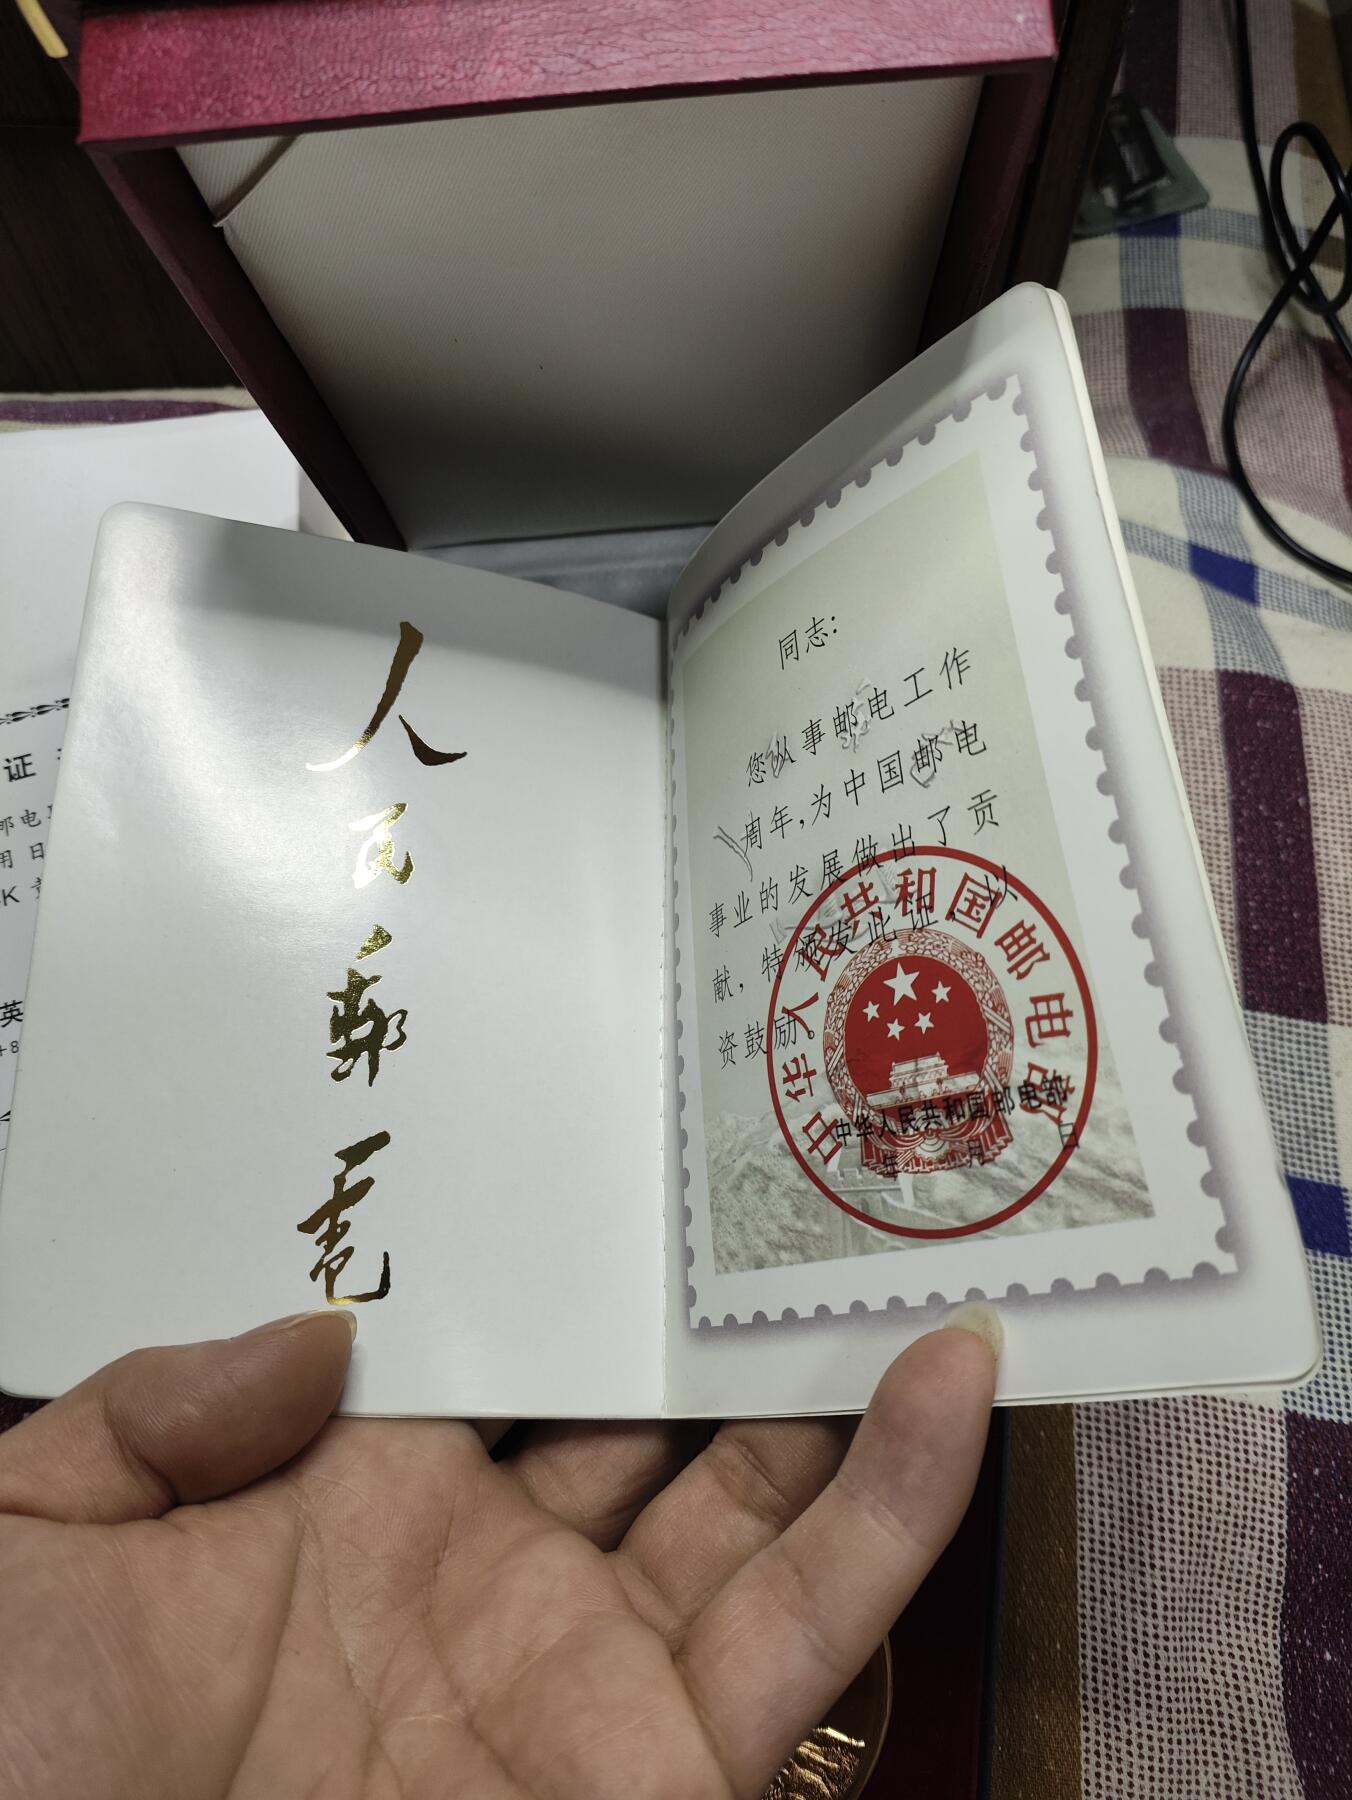 人民邮电
同志：
您从事邮电工作
周年，为中国邮电
事业的发展做出了贡
献，特颁发此证，以
资鼓励。
中华人民共和国邮电部
年 月 日
中华人民共和国邮电部
证
邮电
用 日
K
英
+8